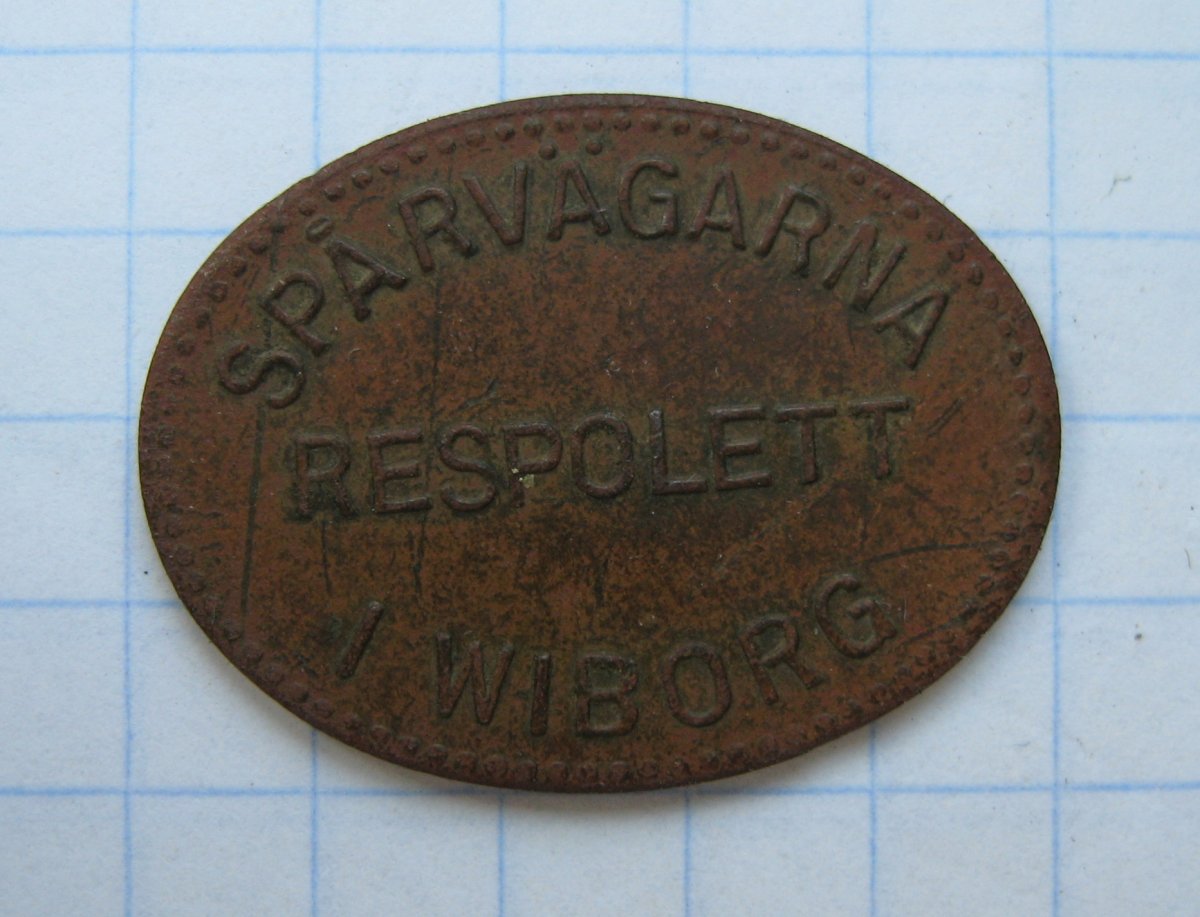 SPÅRVÄGARNA
RESPOLETT
I WIBORG